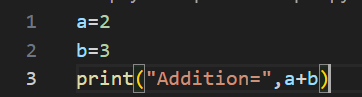 1 a=2
2 b=3
3 print("Addition=",a+b)